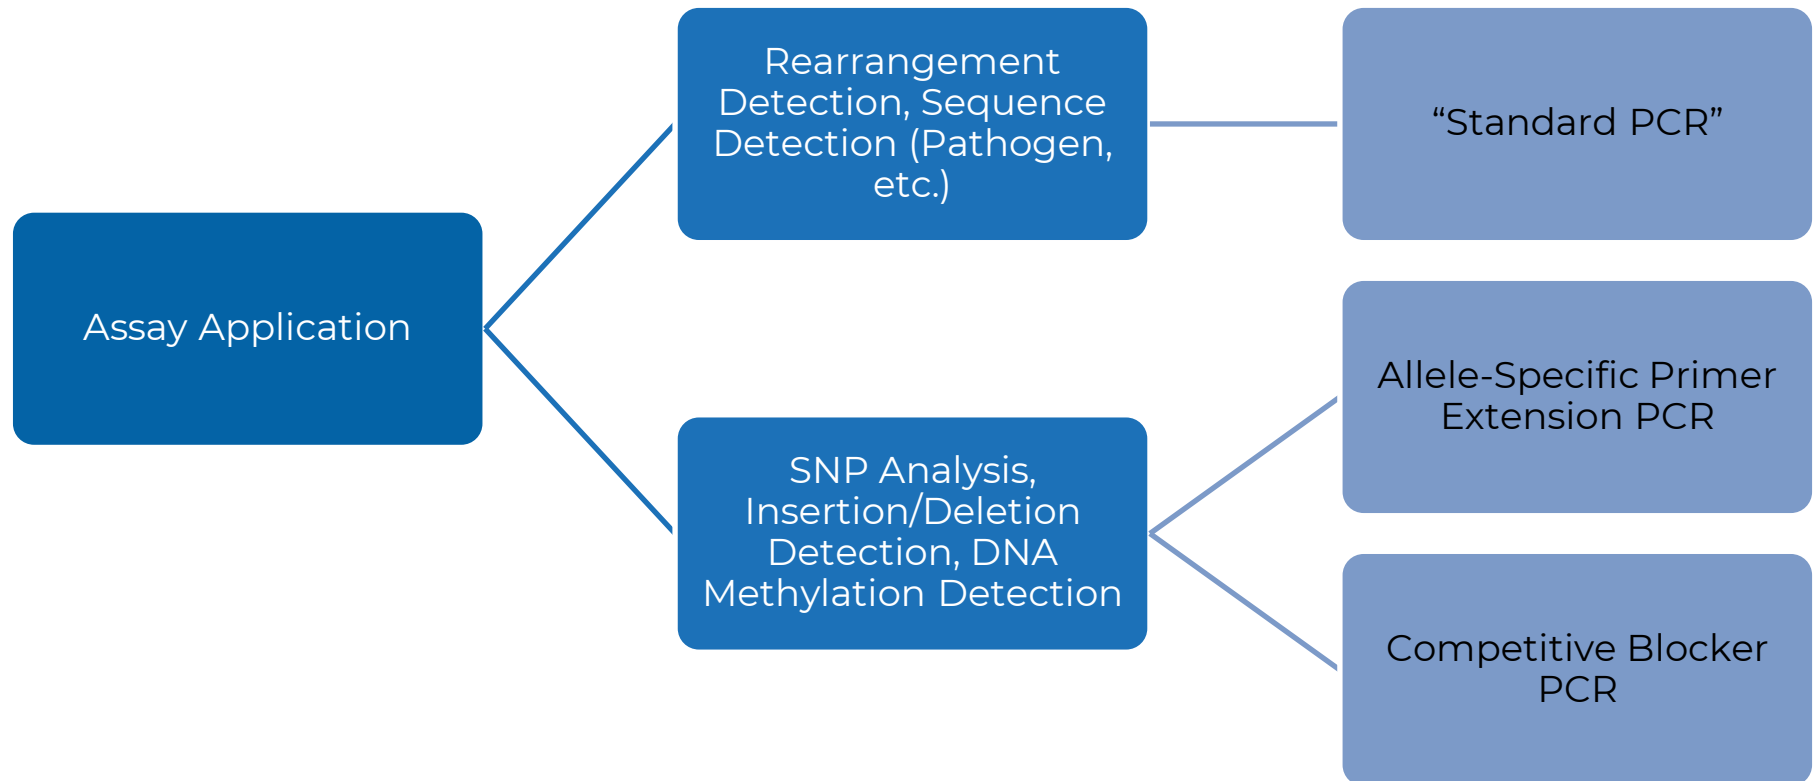 Rearrangement
Detection, Sequence
Detection (Pathogen,
etc.)
“Standard PCR”
Assay Application
Allele-Specific Primer
Extension PCR
SNP Analysis,
Insertion/Deletion
Detection, DNA
Methylation Detection
Competitive Blocker
PCR